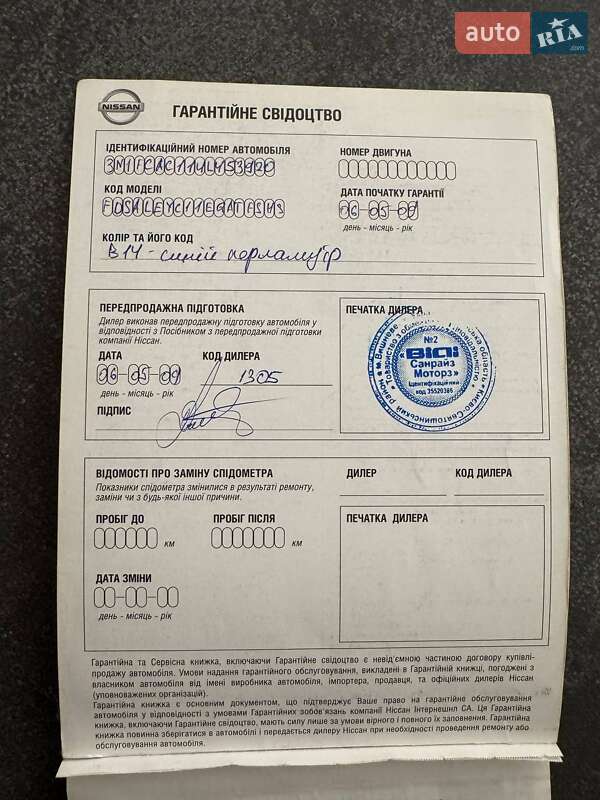 auto RIA .com
NISSAN
ГАРАНТІЙНЕ СВІДОЦТВО
ІДЕНТИФІКАЦІЙНИЙ НОМЕР АВТОМОБІЛЯ
НОМЕР ДВИГУНА
КОД МОДЕЛІ
ДАТА ПОЧАТКУ ГАРАНТІЇ
06-05-09
день - місяць - рік
КОЛІР ТА ЙОГО КОД
B14 - синій перламутр
ПЕРЕДПРОДАЖНА ПІДГОТОВКА
Дилер виконав передпродажну підготовку автомобіля у
відповідності з Посібником з передпродажної підготовки
компанії Ніссан.
ДАТА
КОД ДИЛЕРА
06-05-09
1305
день - місяць - рік
ПІДПИС
ПЕЧАТКА ДИЛЕРА
№2
« ВіДі
Санрайз
Моторз»
Ідентифікаційний
код 35520365
ВІДОМОСТІ ПРО ЗАМІНУ СПІДОМЕТРА
Показники спідометра змінилися в результаті ремонту,
заміни чи з будь-якої іншої причини.
ДИЛЕР
КОД ДИЛЕРА
ПРОБІГ ДО
ПРОБІГ ПІСЛЯ
км
км
ПЕЧАТКА ДИЛЕРА
ДАТА ЗМІНИ
день - місяць - рік
Гарантійна та Сервісна книжка, включаючи Гарантійне свідоцтво є невід'ємною частиною договору купівлі-
продажу автомобіля. Умови надання гарантійного обслуговування, викладені в Гарантійній книжці, погоджені з
власником автомобіля від імені виробника автомобіля, імпортера, продавця, та офіційних дилерів Ніссан
(уповноважених організацій).
Гарантійна книжка є основним документом, що підтверджує Ваше право на гарантійне обслуговування
автомобіля у відповідності з умовами Гарантійних зобов'язань компанії Ніссан Інтернешнл СА. Ця Гарантійна
книжка, включаючи Гарантійне свідоцтво, мають силу лише за умови вірного і повного їх заповнення. Гарантійна
книжка повинна зберігатися в автомобілі і передається дилеру Ніссан при необхідності проведення ремонту або
обслуговування автомобіля.